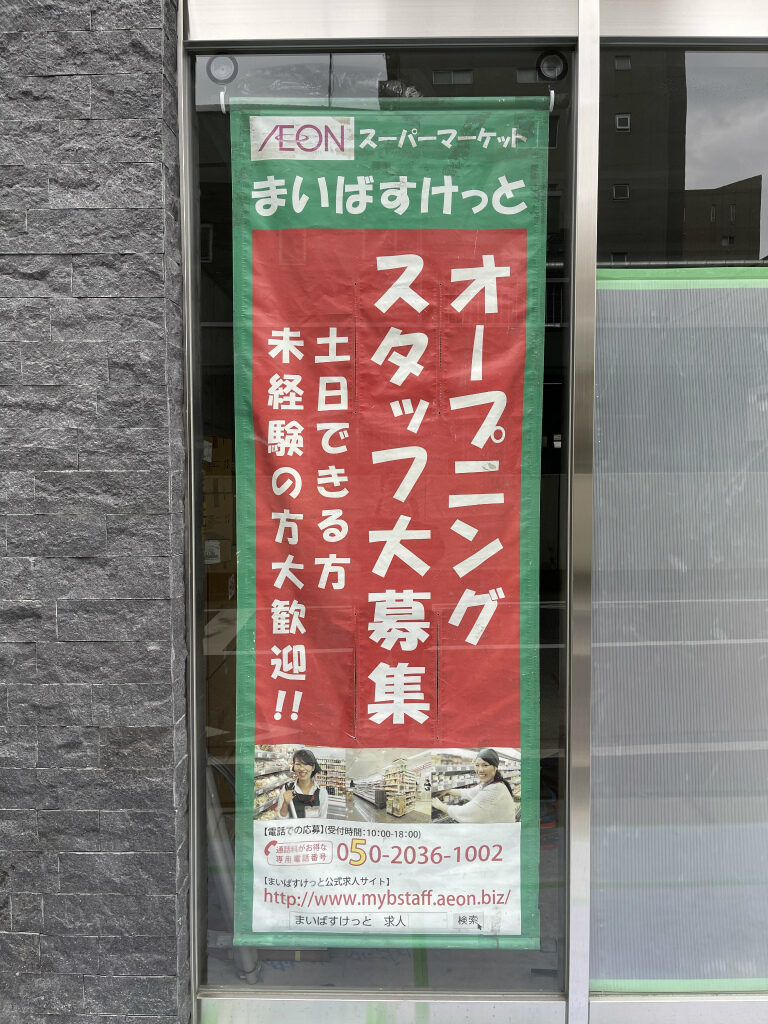 ÆON スーパーマーケット
まいばすけっと
オープニング
スタッフ大募集
土日できる方
未経験の方大歓迎!!
【電話での応募】(受付時間:10:00-18:00)
通話料がお得な
専用電話番号
050-2036-1002
【まいばすけっと公式求人サイト】
http://www.mybstaff.aeon.biz/
まいばすけっと 求人 検索